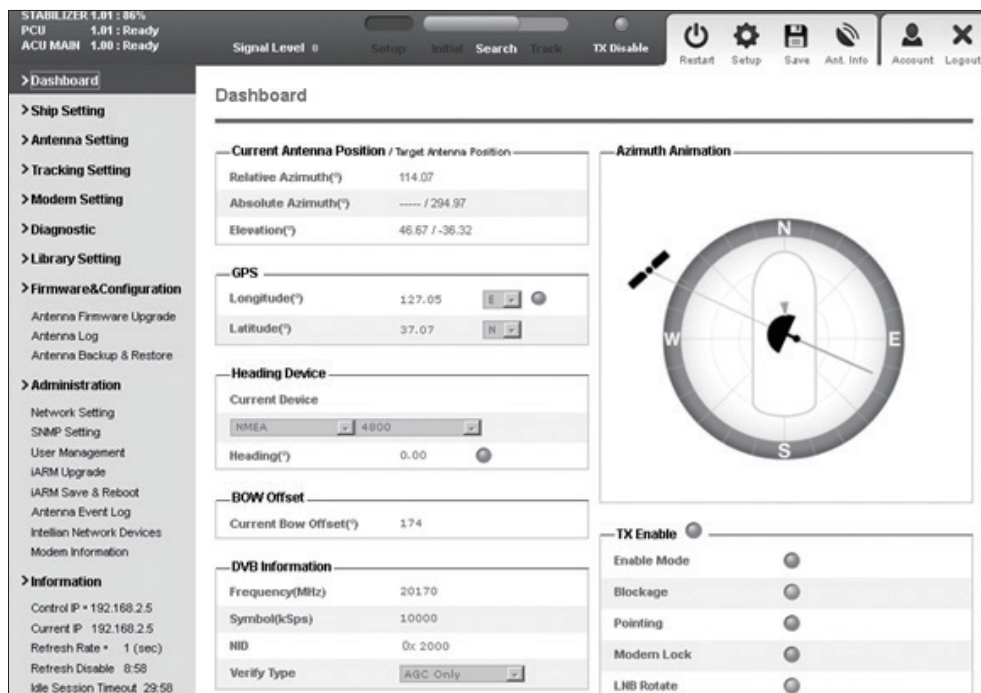 STABILIZER 1.01 : 86%
PCU 1.01 : Ready
ACU MAIN 1.00 : Ready
Signal Level 0
Setup Initial Search Track
TX Disable
Restart Setup Save Ant. Info Account Logout
>Dashboard
>Ship Setting
>Antenna Setting
>Tracking Setting
>Modem Setting
>Diagnostic
>Library Setting
>Firmware&Configuration
Antenna Firmware Upgrade
Antenna Log
Antenna Backup & Restore
>Administration
Network Setting
SNMP Setting
User Management
iARM Upgrade
iARM Save & Reboot
Antenna Event Log
Intellian Network Devices
Modem Information
>Information
Control IP * 192.168.2.5
Current IP 192.168.2.5
Refresh Rate * 1 (sec)
Refresh Disable 8:58
Idle Session Timeout 29:58
Dashboard
Current Antenna Position / Target Antenna Position
Relative Azimuth(°) 114.07
Absolute Azimuth(°) ----- / 294.97
Elevation(°) 46.67 / -36.32
GPS
Longitude(°) 127.05 E
Latitude(°) 37.07 N
Heading Device
Current Device
NMEA 4800
Heading(°) 0.00
BOW Offset
Current Bow Offset(°) 174
DVB Information
Frequency(MHz) 20170
Symbol(kSps) 10000
NID 0x 2000
Verify Type AGC Only
Azimuth Animation
N
W E
S
TX Enable
Enable Mode
Blockage
Pointing
Modem Lock
LNB Rotate